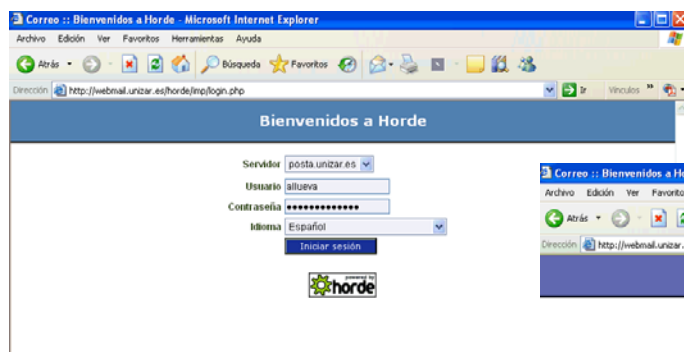 Correo :: Bienvenidos a Horde - Microsoft Internet Explorer
Archivo Edición Ver Favoritos Herramientas Ayuda
Atrás Búsqueda Favoritos
Dirección http://webmail.unizar.es/horde/imp/login.php Ir Vínculos »
Bienvenidos a Horde
Servidor posta.unizar.es
Usuario allueva
Contraseña •••••••••••••
Idioma Español
Iniciar sesión
powered by
horde
Correo :: Bienvenidos a Ho
Archivo Edición Ver Favorito
Atrás
Dirección http://webmail.unizar.